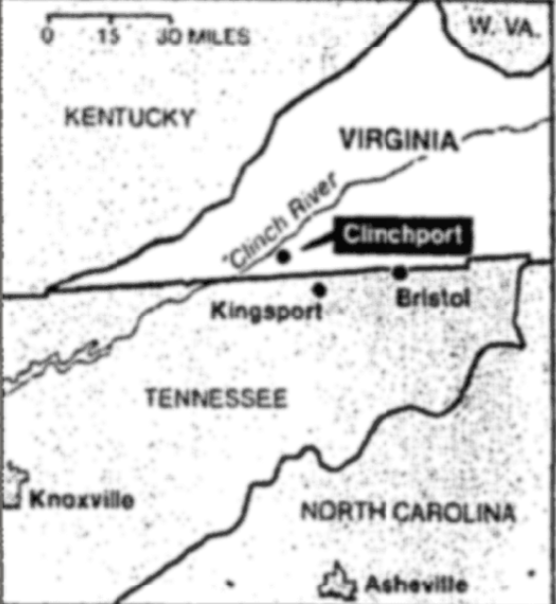 0 15 30 MILES
W. VA.
KENTUCKY
VIRGINIA
Clinch River
Clinchport
Kingsport
Bristol
TENNESSEE
Knoxville
NORTH CAROLINA
Asheville